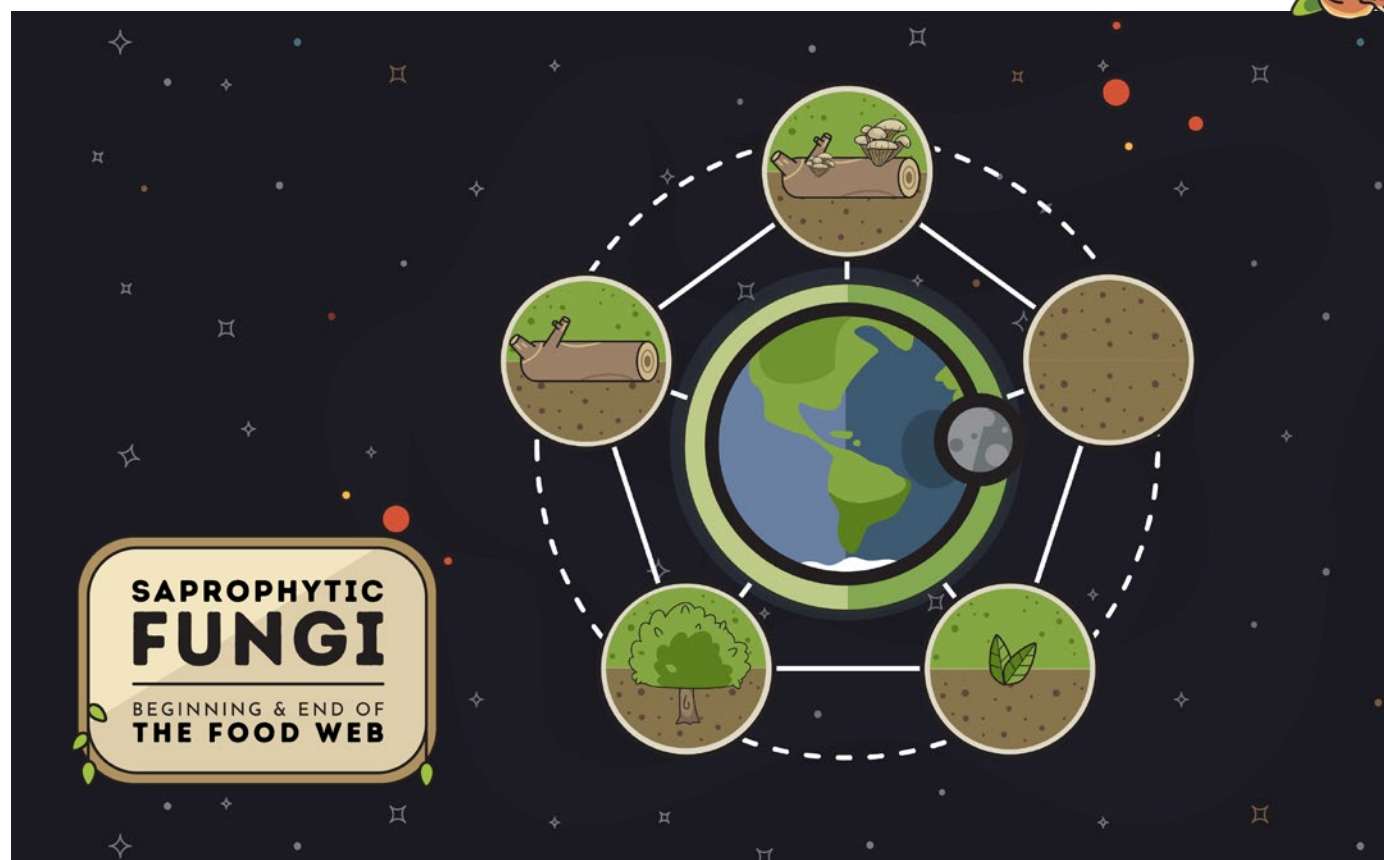 SAPROPHYTIC
FUNGI
BEGINNING & END OF
THE FOOD WEB